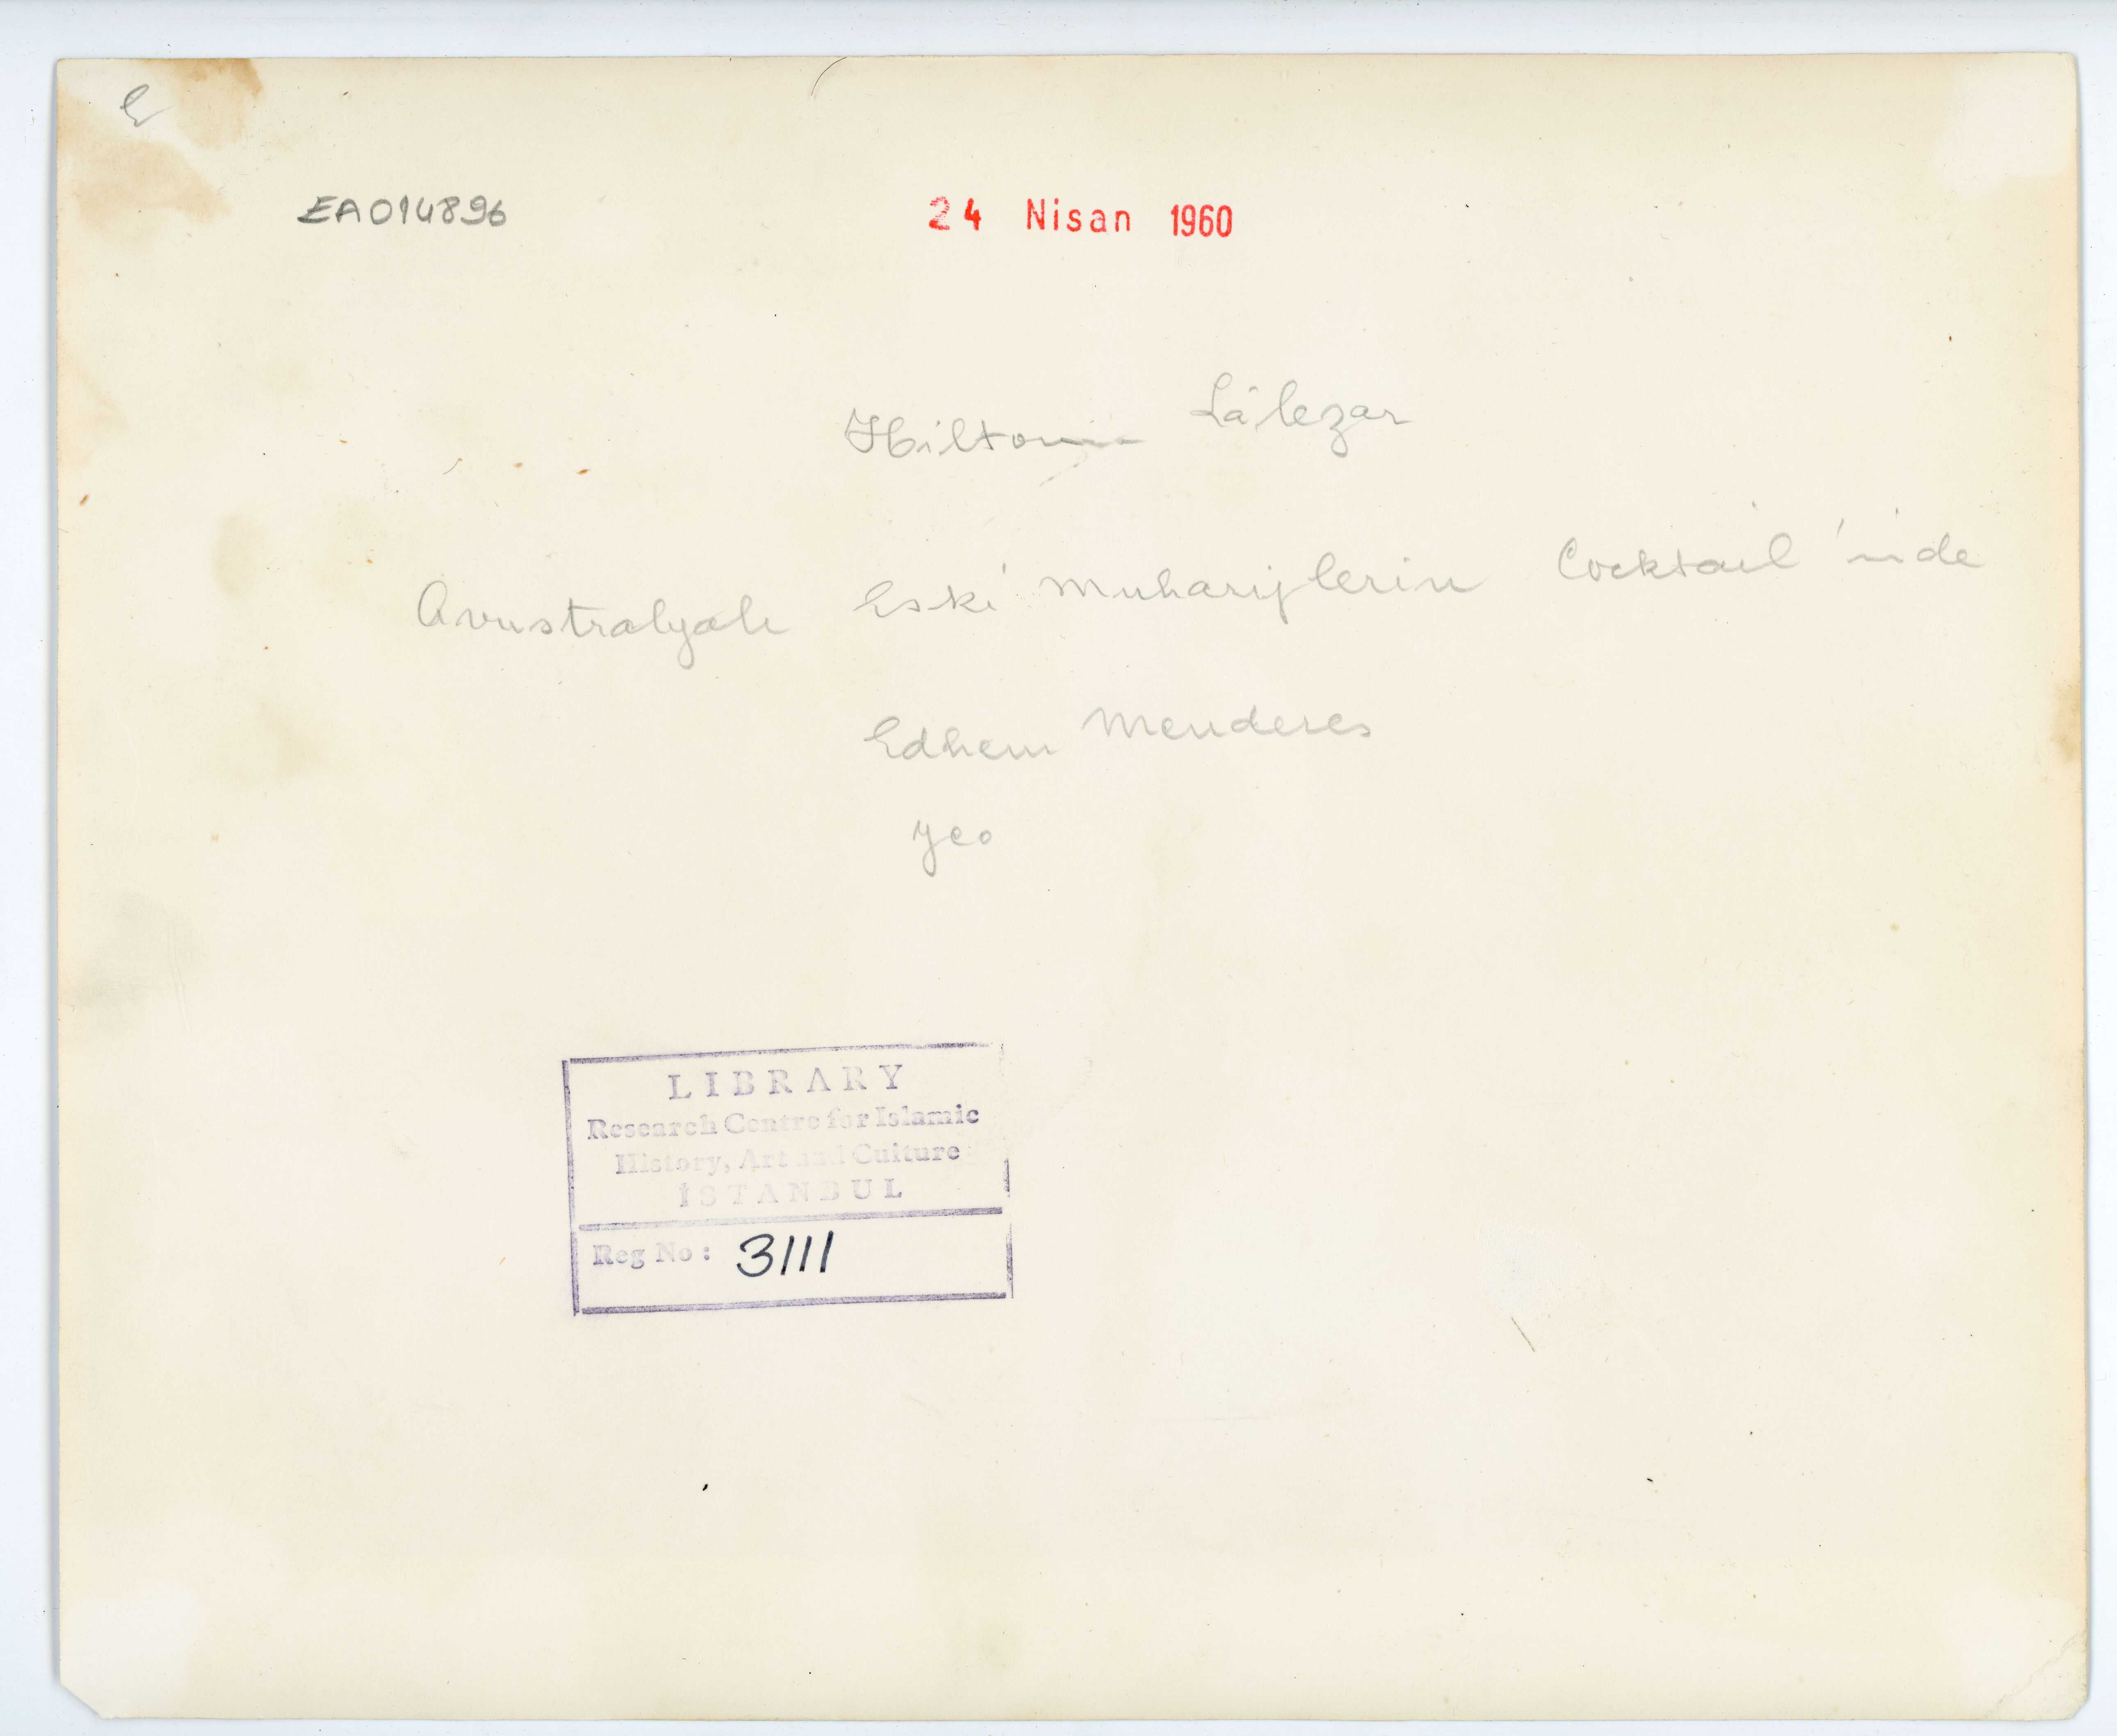 EA014896
24 Nisan 1960
Hilton Lâlezar
Avustralyalı Eski Muhariplerin Cocktail'inde
Edhem Menderes
yeo
LIBRARY
Research Centre for Islamic
History, Art and Culture
İSTANBUL
Reg No: 3111